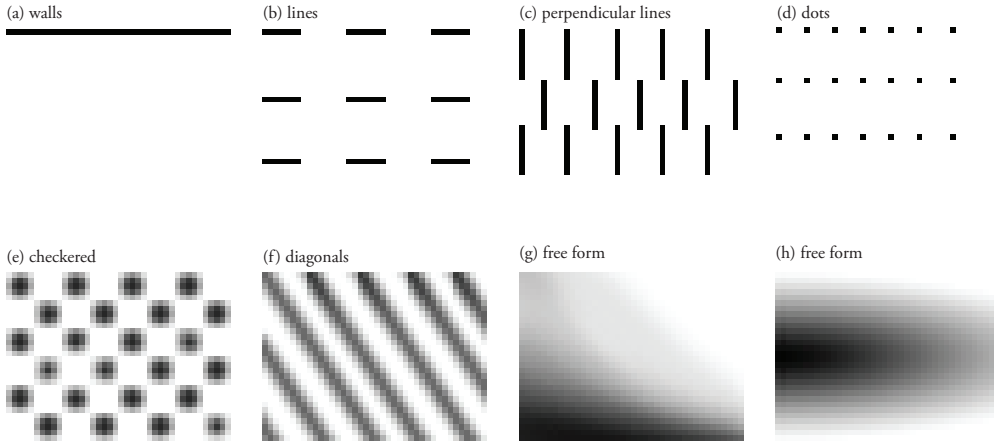 (a) walls
(b) lines
(c) perpendicular lines
(d) dots
(e) checkered
(f) diagonals
(g) free form
(h) free form